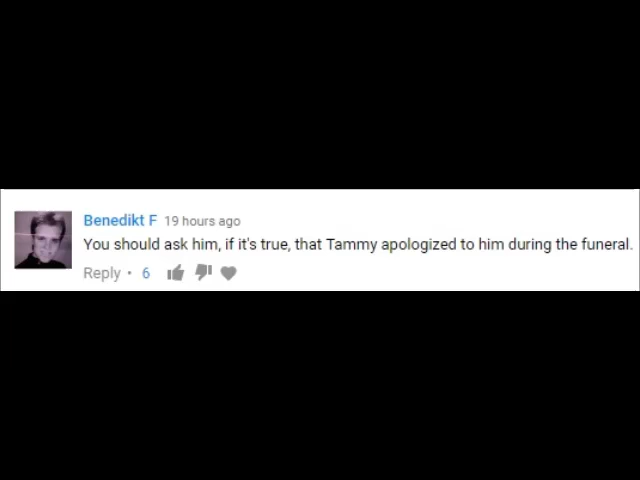 Benedikt F 19 hours ago
You should ask him, if it's true, that Tammy apologized to him during the funeral.
Reply • 6